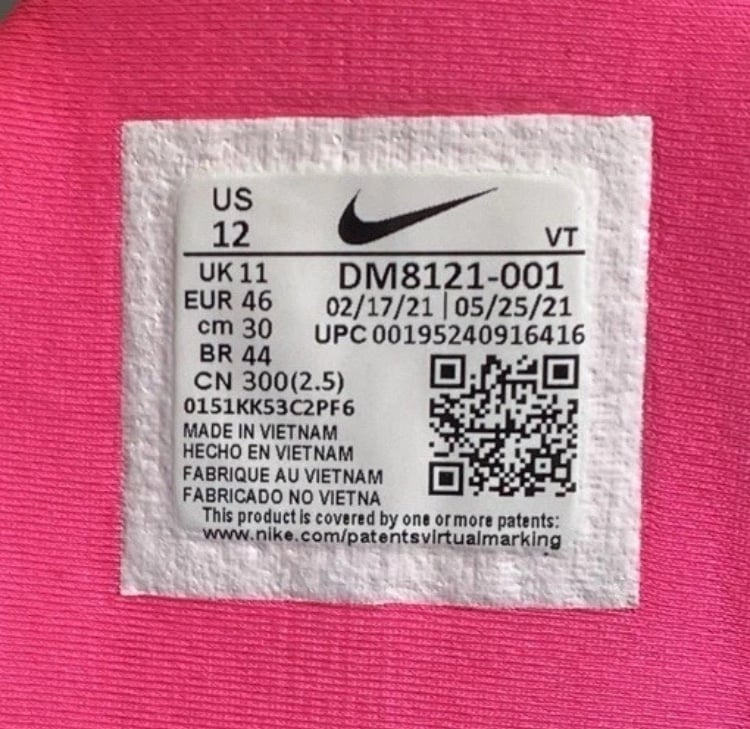 US
12
VT
UK 11
EUR 46
cm 30
BR 44
CN 300(2.5)
0151KK53C2PF6
DM8121-001
02/17/21 | 05/25/21
UPC 00195240916416
MADE IN VIETNAM
HECHO EN VIETNAM
FABRIQUE AU VIETNAM
FABRICADO NO VIETNA
This product is covered by one or more patents:
www.nike.com/patentsvirtualmarking